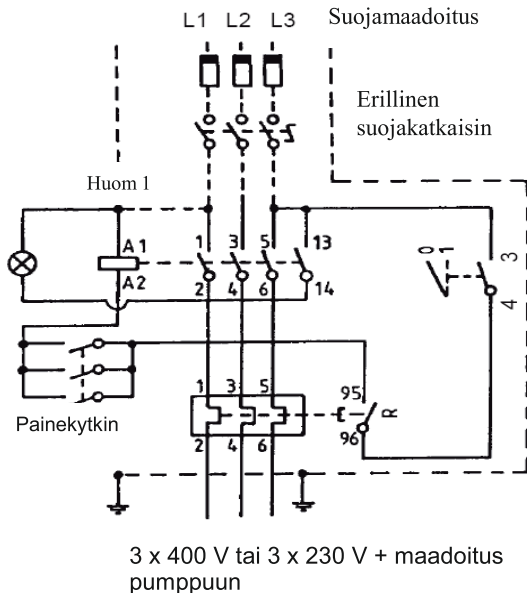 L1 L2 L3 Suojamaadoitus
Erillinen
suojakatkaisin
Huom 1
A1 1 3 5 13 0 1 3
A2 2 4 6 14 4
1 3 5 95 R
Painekytkin
2 4 6 96
3 x 400 V tai 3 x 230 V + maadoitus
pumppuun